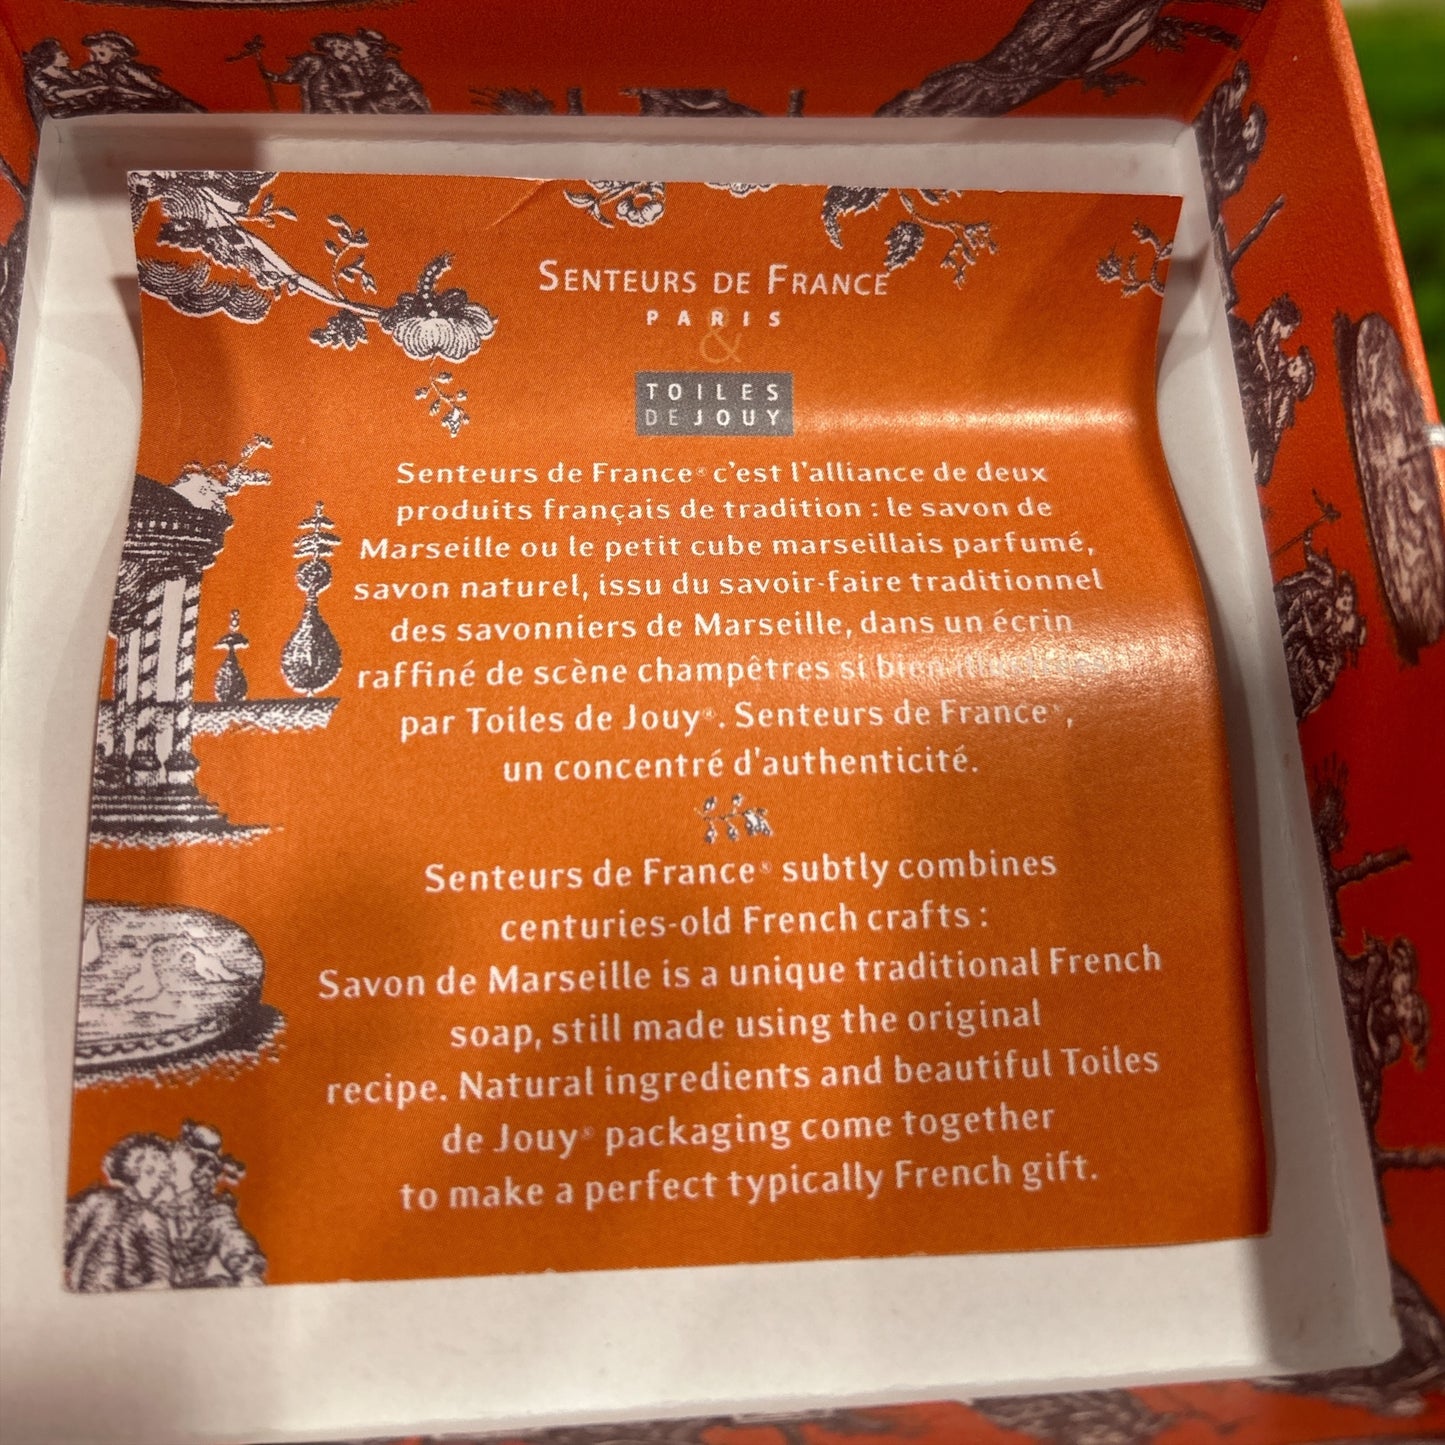 SENTEURS DE FRANCE
PARIS
&
TOILES
DE JOUY
Senteurs de France® c'est l'alliance de deux
produits français de tradition : le savon de
Marseille ou le petit cube marseillais parfumé,
savon naturel, issu du savoir-faire traditionnel
des savonniers de Marseille, dans un écrin
raffiné de scène champêtres si bien
par Toiles de Jouy®. Senteurs de France®,
un concentré d'authenticité.
Senteurs de France® subtly combines
centuries-old French crafts :
Savon de Marseille is a unique traditional French
soap, still made using the original
recipe. Natural ingredients and beautiful Toiles
de Jouy® packaging come together
to make a perfect typically French gift.